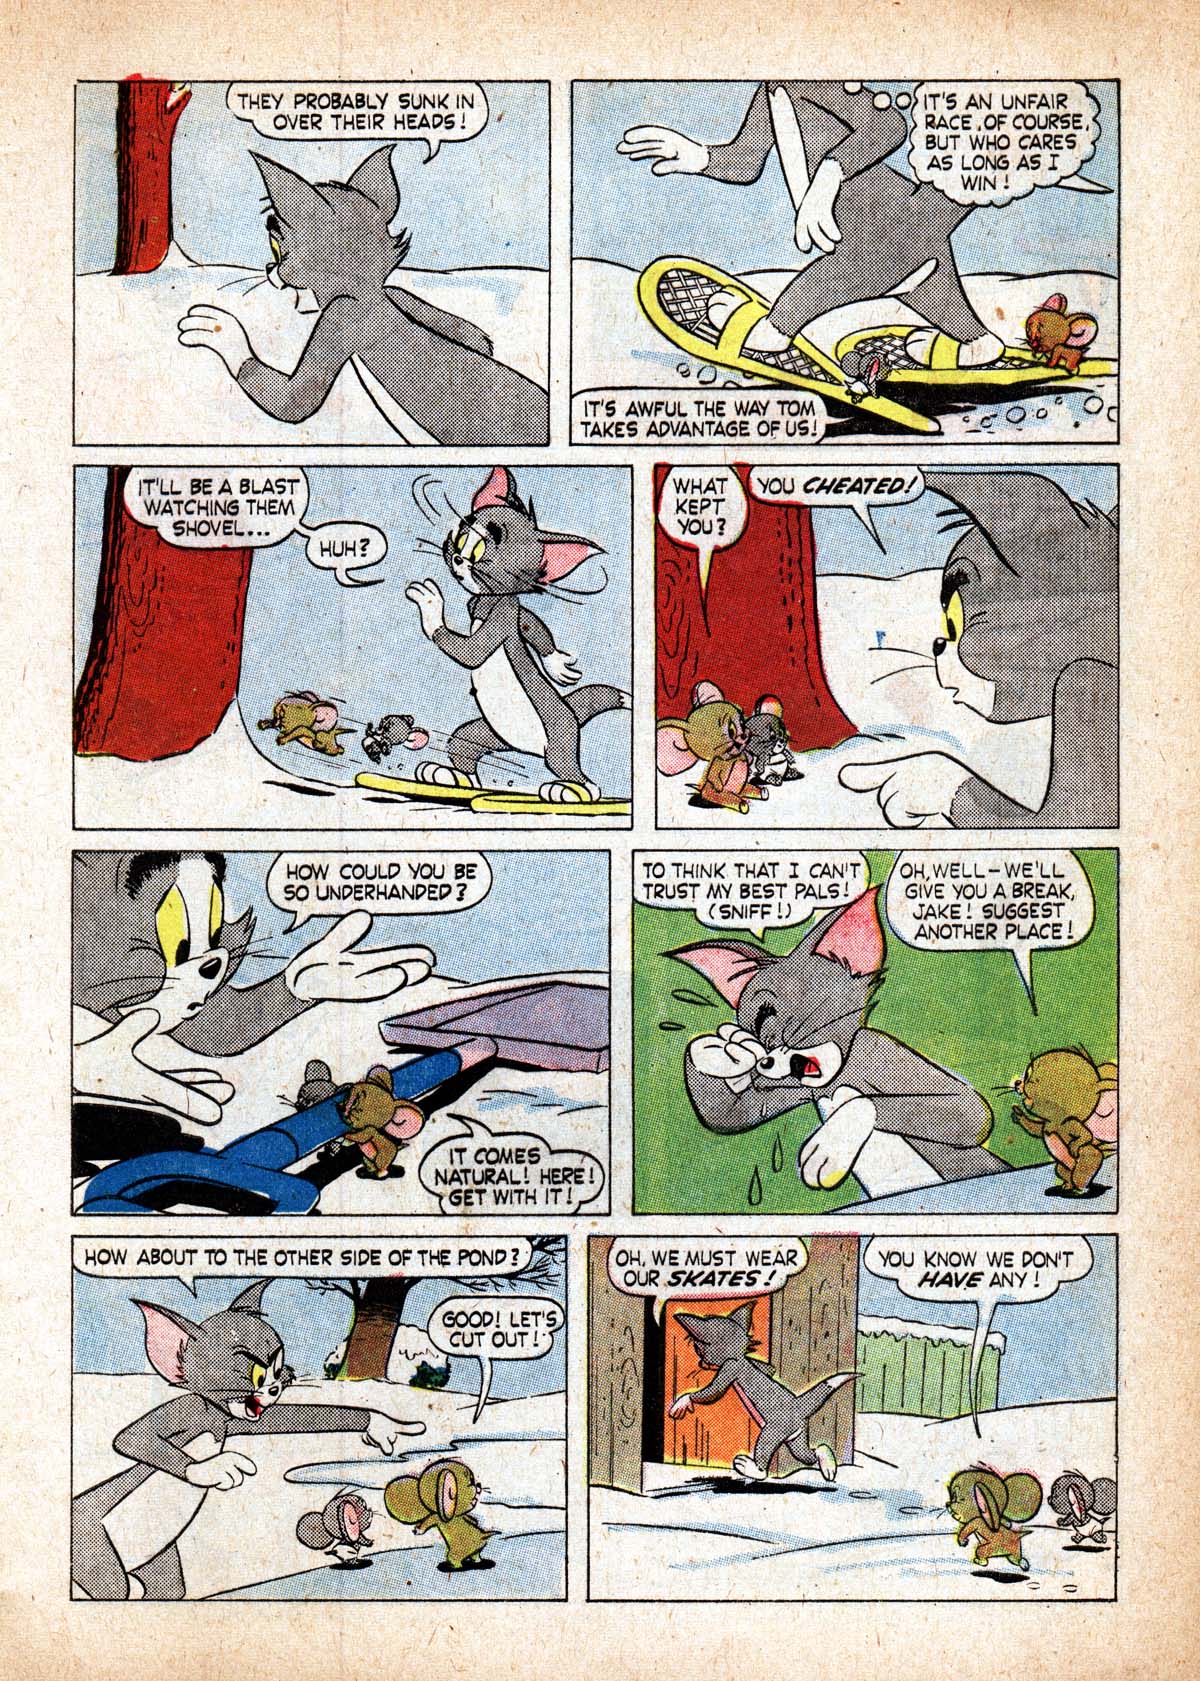 THEY PROBABLY SUNK IN
OVER THEIR HEADS!
IT'S AN UNFAIR
RACE, OF COURSE,
BUT WHO CARES
AS LONG AS I
WIN!
IT'S AWFUL THE WAY TOM
TAKES ADVANTAGE OF US!
IT'LL BE A BLAST
WATCHING THEM
SHOVEL...
HUH?
WHAT
KEPT
YOU?
YOU CHEATED!
HOW COULD YOU BE
SO UNDERHANDED?
IT COMES
NATURAL! HERE!
GET WITH IT!
TO THINK THAT I CAN'T
TRUST MY BEST PALS!
(SNIFF!)
OH, WELL - WE'LL
GIVE YOU A BREAK,
JAKE! SUGGEST
ANOTHER PLACE!
HOW ABOUT TO THE OTHER SIDE OF THE POND?
GOOD! LET'S
CUT OUT!
OH, WE MUST WEAR
OUR SKATES!
YOU KNOW WE DON'T
HAVE ANY!